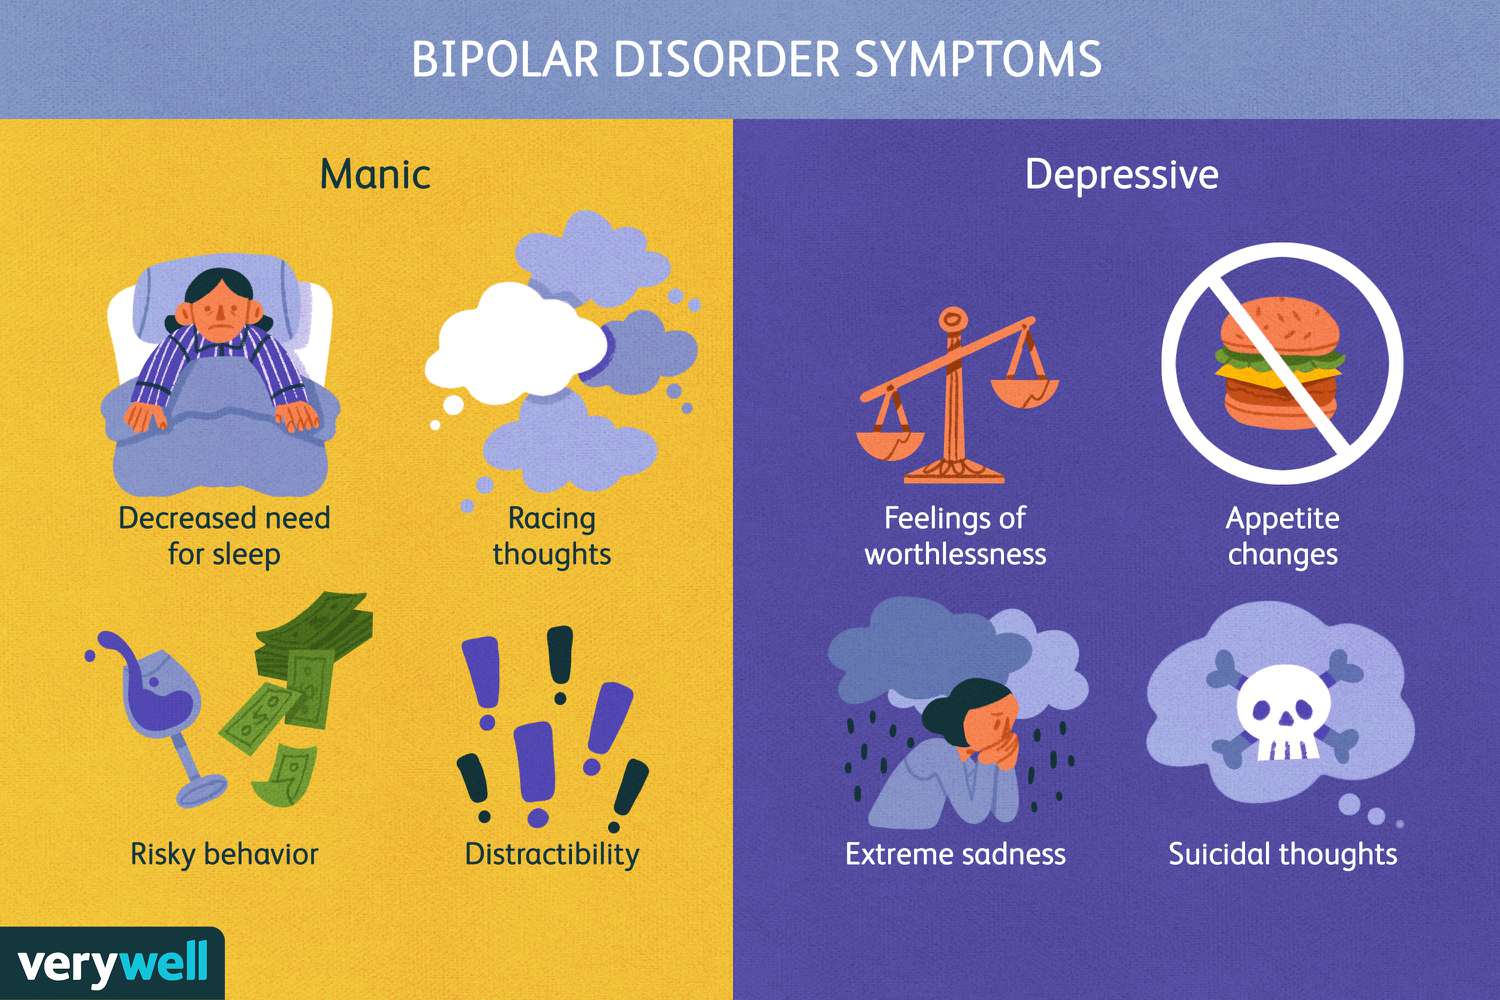 BIPOLAR DISORDER SYMPTOMS
Manic
Decreased need
for sleep
Racing
thoughts
Risky behavior
Distractibility
Depressive
Feelings of
worthlessness
Appetite
changes
Extreme sadness
Suicidal thoughts
verywell